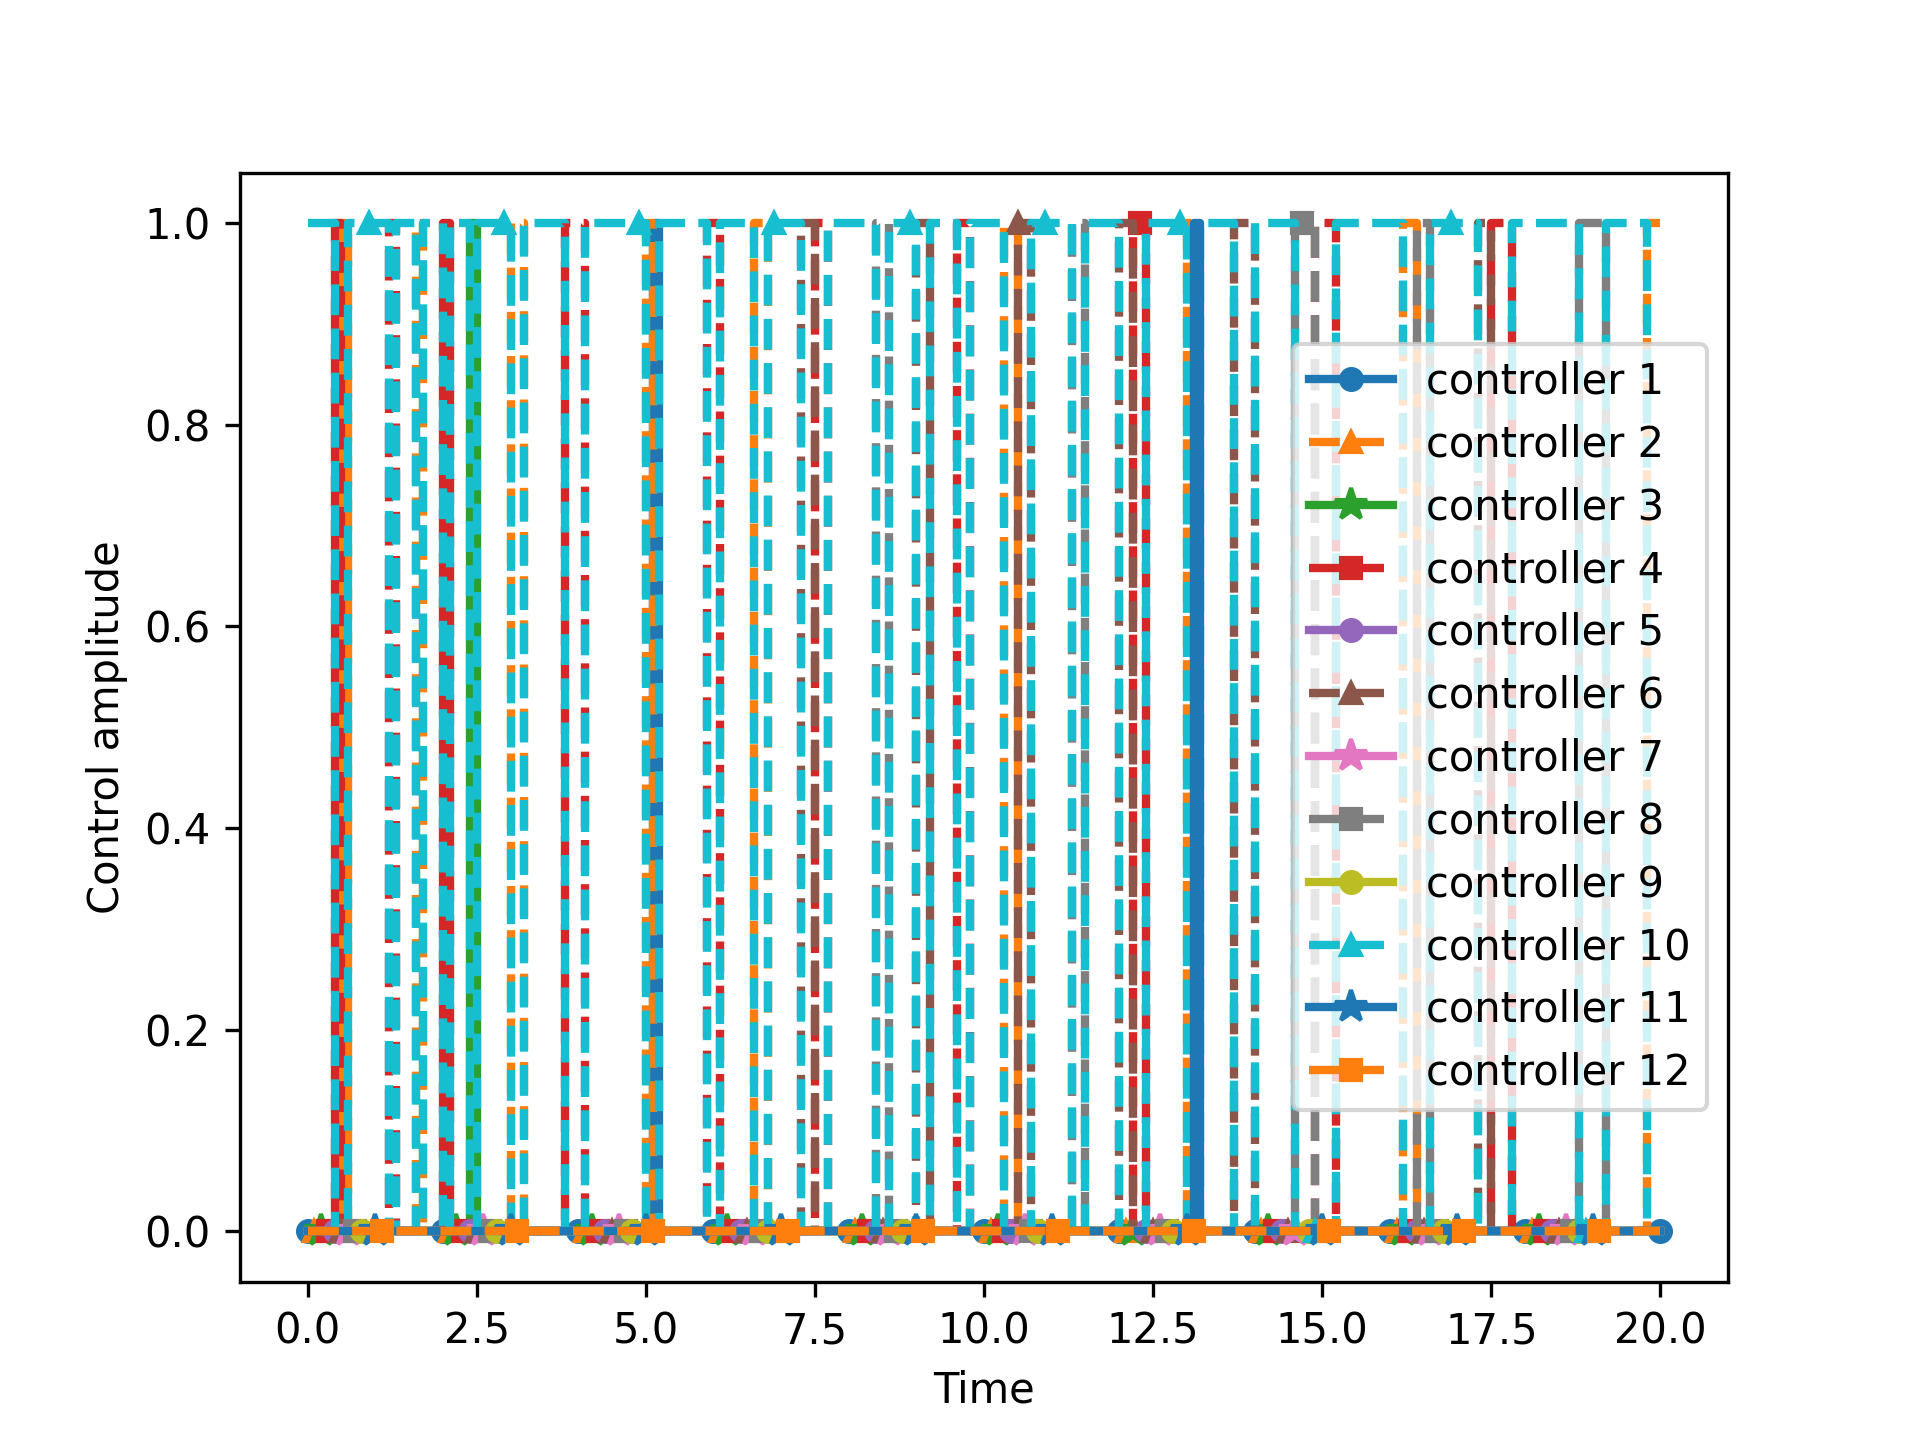 1.0
0.8
0.6
0.4
0.2
0.0
Control amplitude
0.0 2.5 5.0 7.5 10.0 12.5 15.0 17.5 20.0
Time
controller 1
controller 2
controller 3
controller 4
controller 5
controller 6
controller 7
controller 8
controller 9
controller 10
controller 11
controller 12